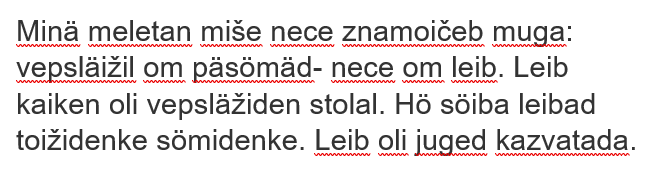 Minä meletan miše nece znamoičeb muga:
vepsläižil om päsömäd- nece om leib. Leib
kaiken oli vepsläžiden stolal. Hö söiba leibad
toižidenke sömidenke. Leib oli juged kazvatada.